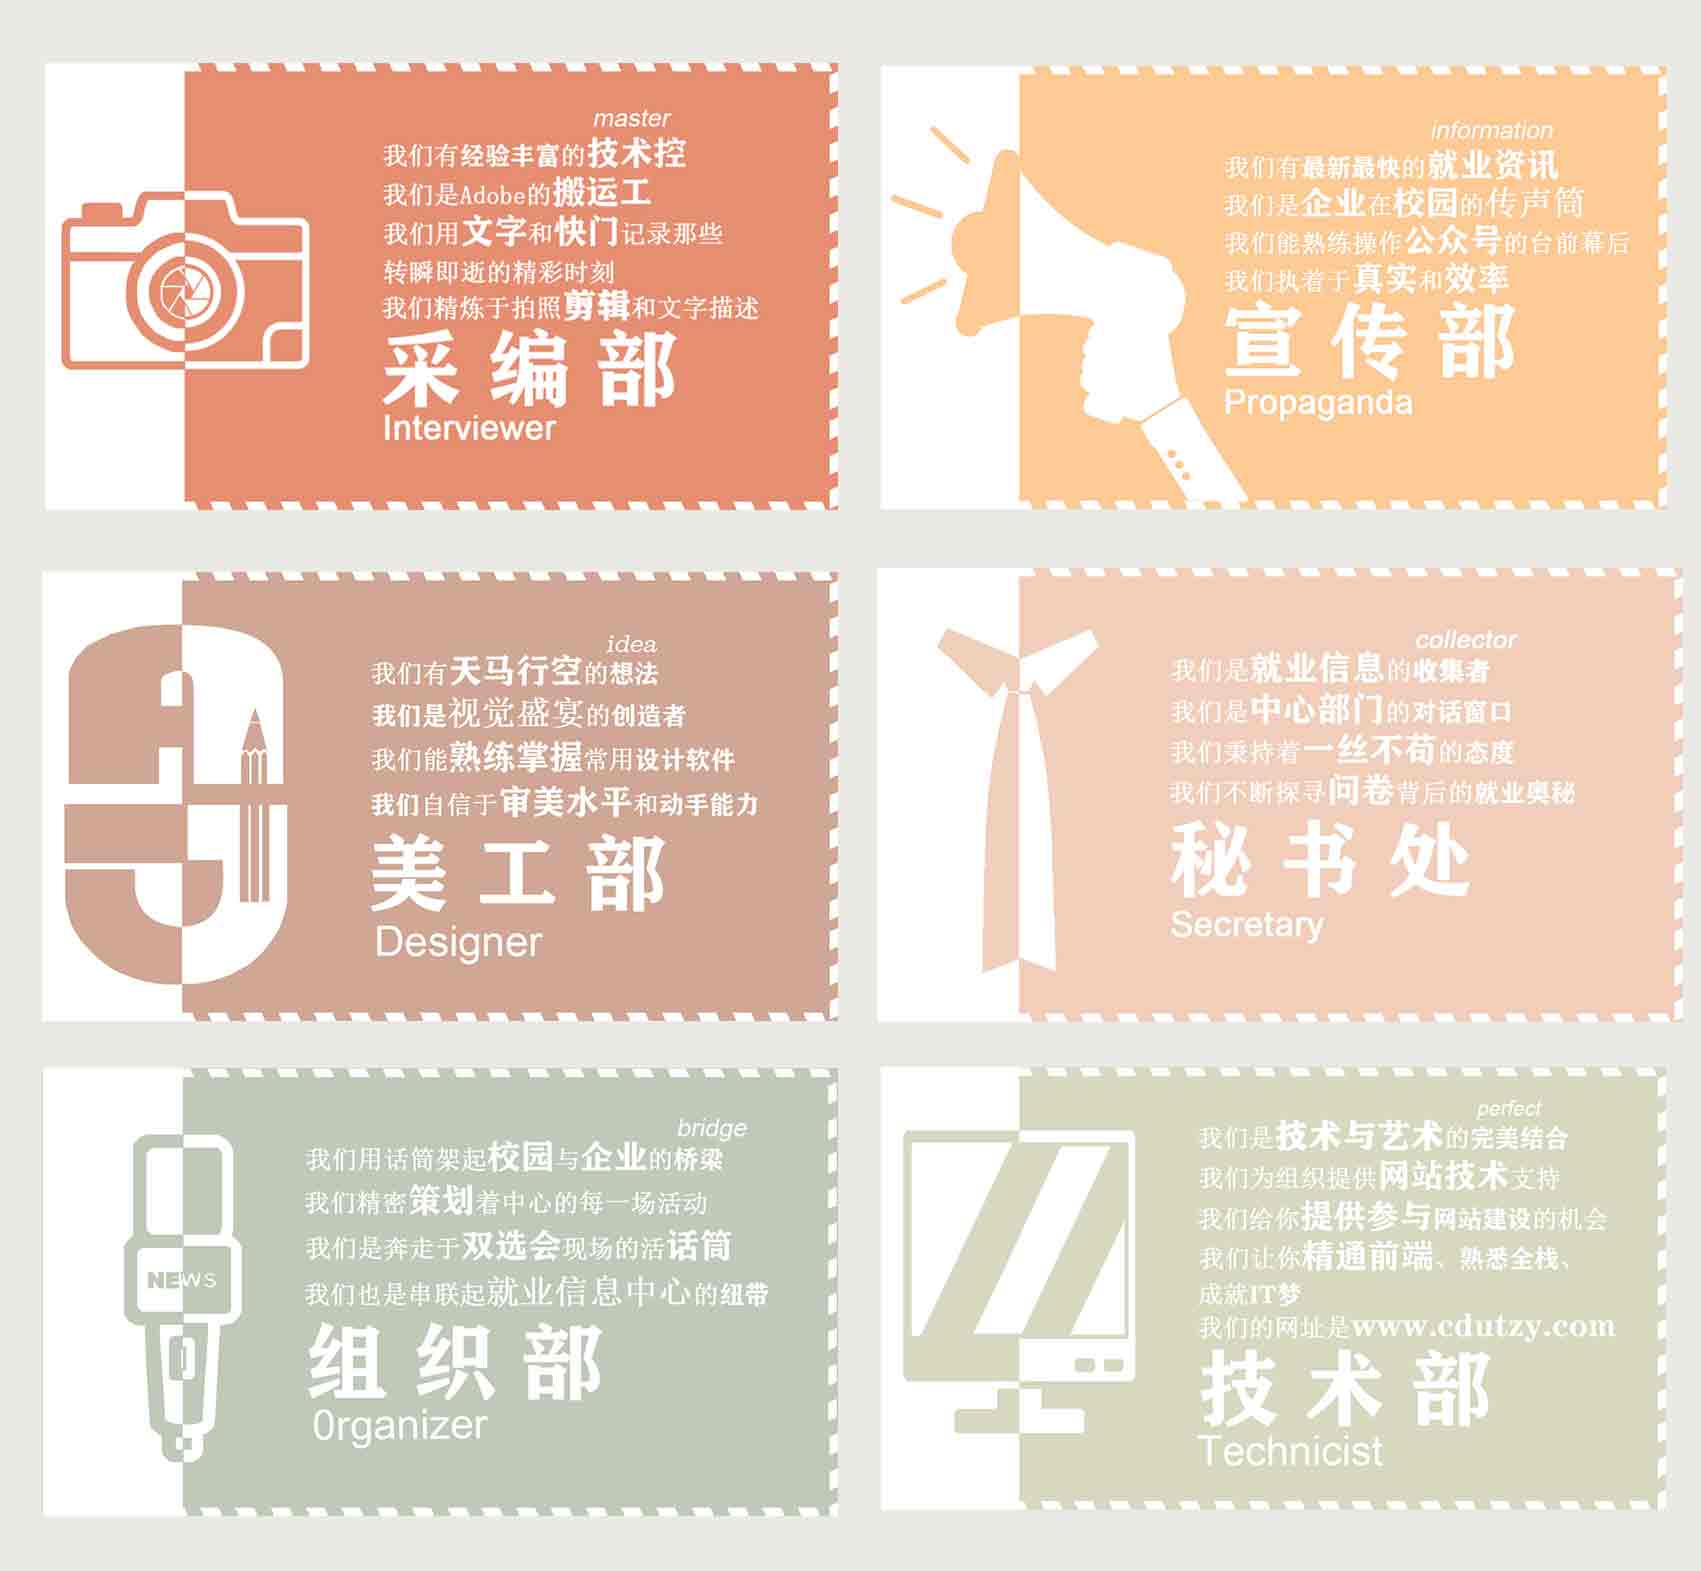 master
我们有经验丰富的技术控
我们是Adobe的搬运工
我们用文字和快门记录那些
转瞬即逝的精彩时刻
我们精炼于拍照剪辑和文字描述
采编部
Interviewer
information
我们有最新最快的就业资讯
我们是企业在校园的传声筒
我们能熟练操作公众号的台前幕后
我们执着于真实和效率
宣传部
Propaganda
idea
我们有天马行空的想法
我们是视觉盛宴的创造者
我们能熟练掌握常用设计软件
我们自信于审美水平和动手能力
美工部
Designer
collector
我们是就业信息的收集者
我们是中心部门的对话窗口
我们秉持着一丝不苟的态度
我们不断探寻问卷背后的就业奥秘
秘书处
Secretary
bridge
我们用话筒架起校园与企业的桥梁
我们精密策划着中心的每一场活动
我们是奔走于双选会现场的活话筒
我们也是串联起就业信息中心的纽带
NEWS
组织部
0rganizer
perfect
我们是技术与艺术的完美结合
我们为组织提供网站技术支持
我们给你提供参与网站建设的机会
我们让你精通前端、熟悉全栈、
成就IT梦
我们的网址是www.cdutzy.com
技术部
Technicist